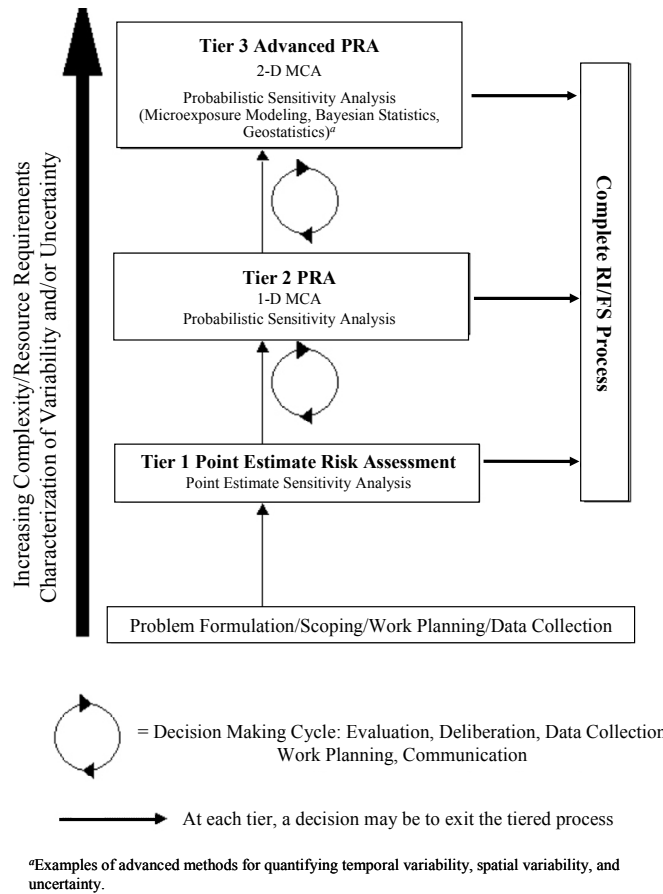 Tier 3 Advanced PRA
2-D MCA
Probabilistic Sensitivity Analysis
(Microexposure Modeling, Bayesian Statistics,
Geostatistics)a
Tier 2 PRA
1-D MCA
Probabilistic Sensitivity Analysis
Tier 1 Point Estimate Risk Assessment
Point Estimate Sensitivity Analysis
Problem Formulation/Scoping/Work Planning/Data Collection
Increasing Complexity/Resource Requirements
Characterization of Variability and/or Uncertainty
Complete RI/FS
Process
= Decision Making Cycle: Evaluation, Deliberation, Data Collection
Work Planning, Communication
At each tier, a decision may be to exit the tiered process
aExamples of advanced methods for quantifying temporal variability, spatial variability, and
uncertainty.